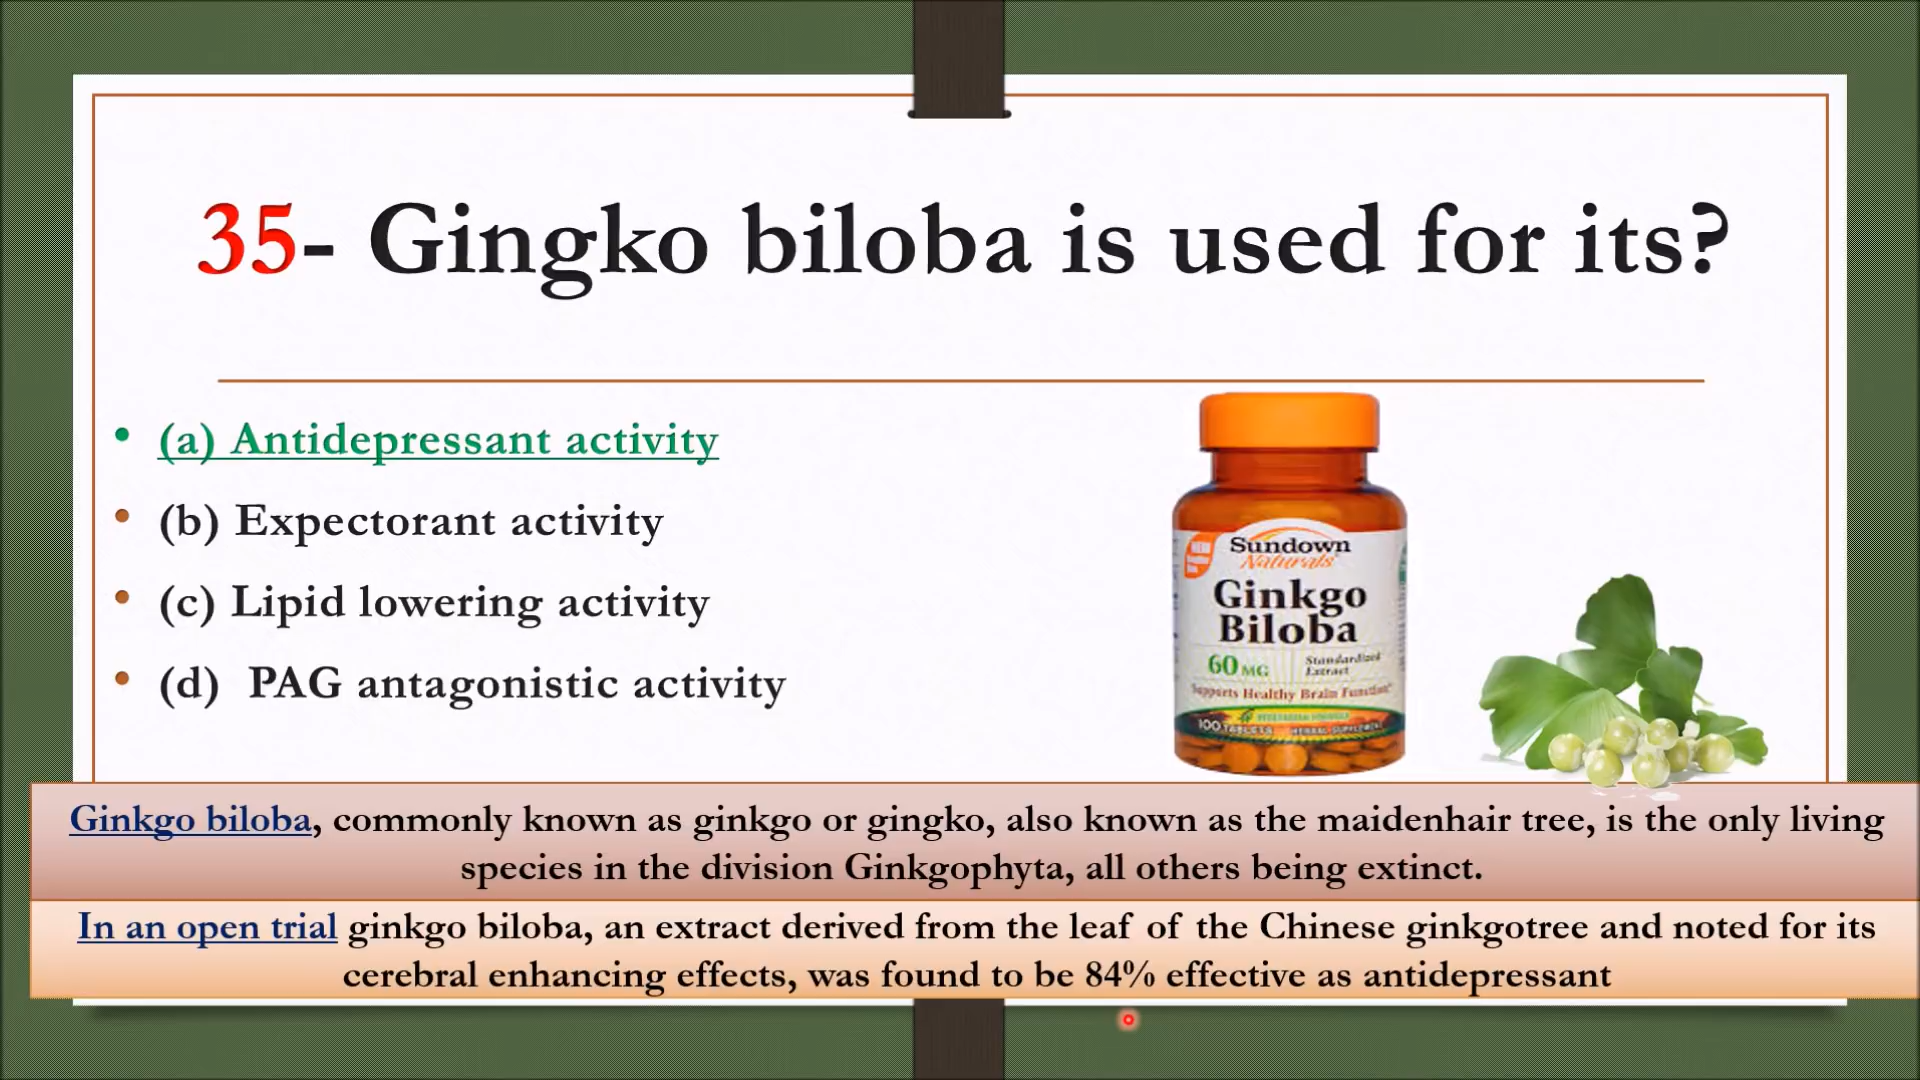 35- Gingko biloba is used for its?
• (a) Antidepressant activity
• (b) Expectorant activity
• (c) Lipid lowering activity
• (d) PAG antagonistic activity
Sundown
Naturals
Ginkgo
Biloba
60 MG
Standardized
Extract
Supports Healthy Brain Function*
100 TABLETS HERBAL SUPPLEMENT
Ginkgo biloba, commonly known as ginkgo or gingko, also known as the maidenhair tree, is the only living
species in the division Ginkgophyta, all others being extinct.
In an open trial ginkgo biloba, an extract derived from the leaf of the Chinese ginkgotree and noted for its
cerebral enhancing effects, was found to be 84% effective as antidepressant